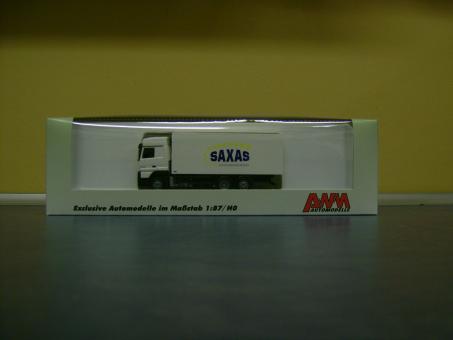 SAXAS
Exclusive Automodelle im Maßstab 1:87/H0
AWM
AUTOMODELLE